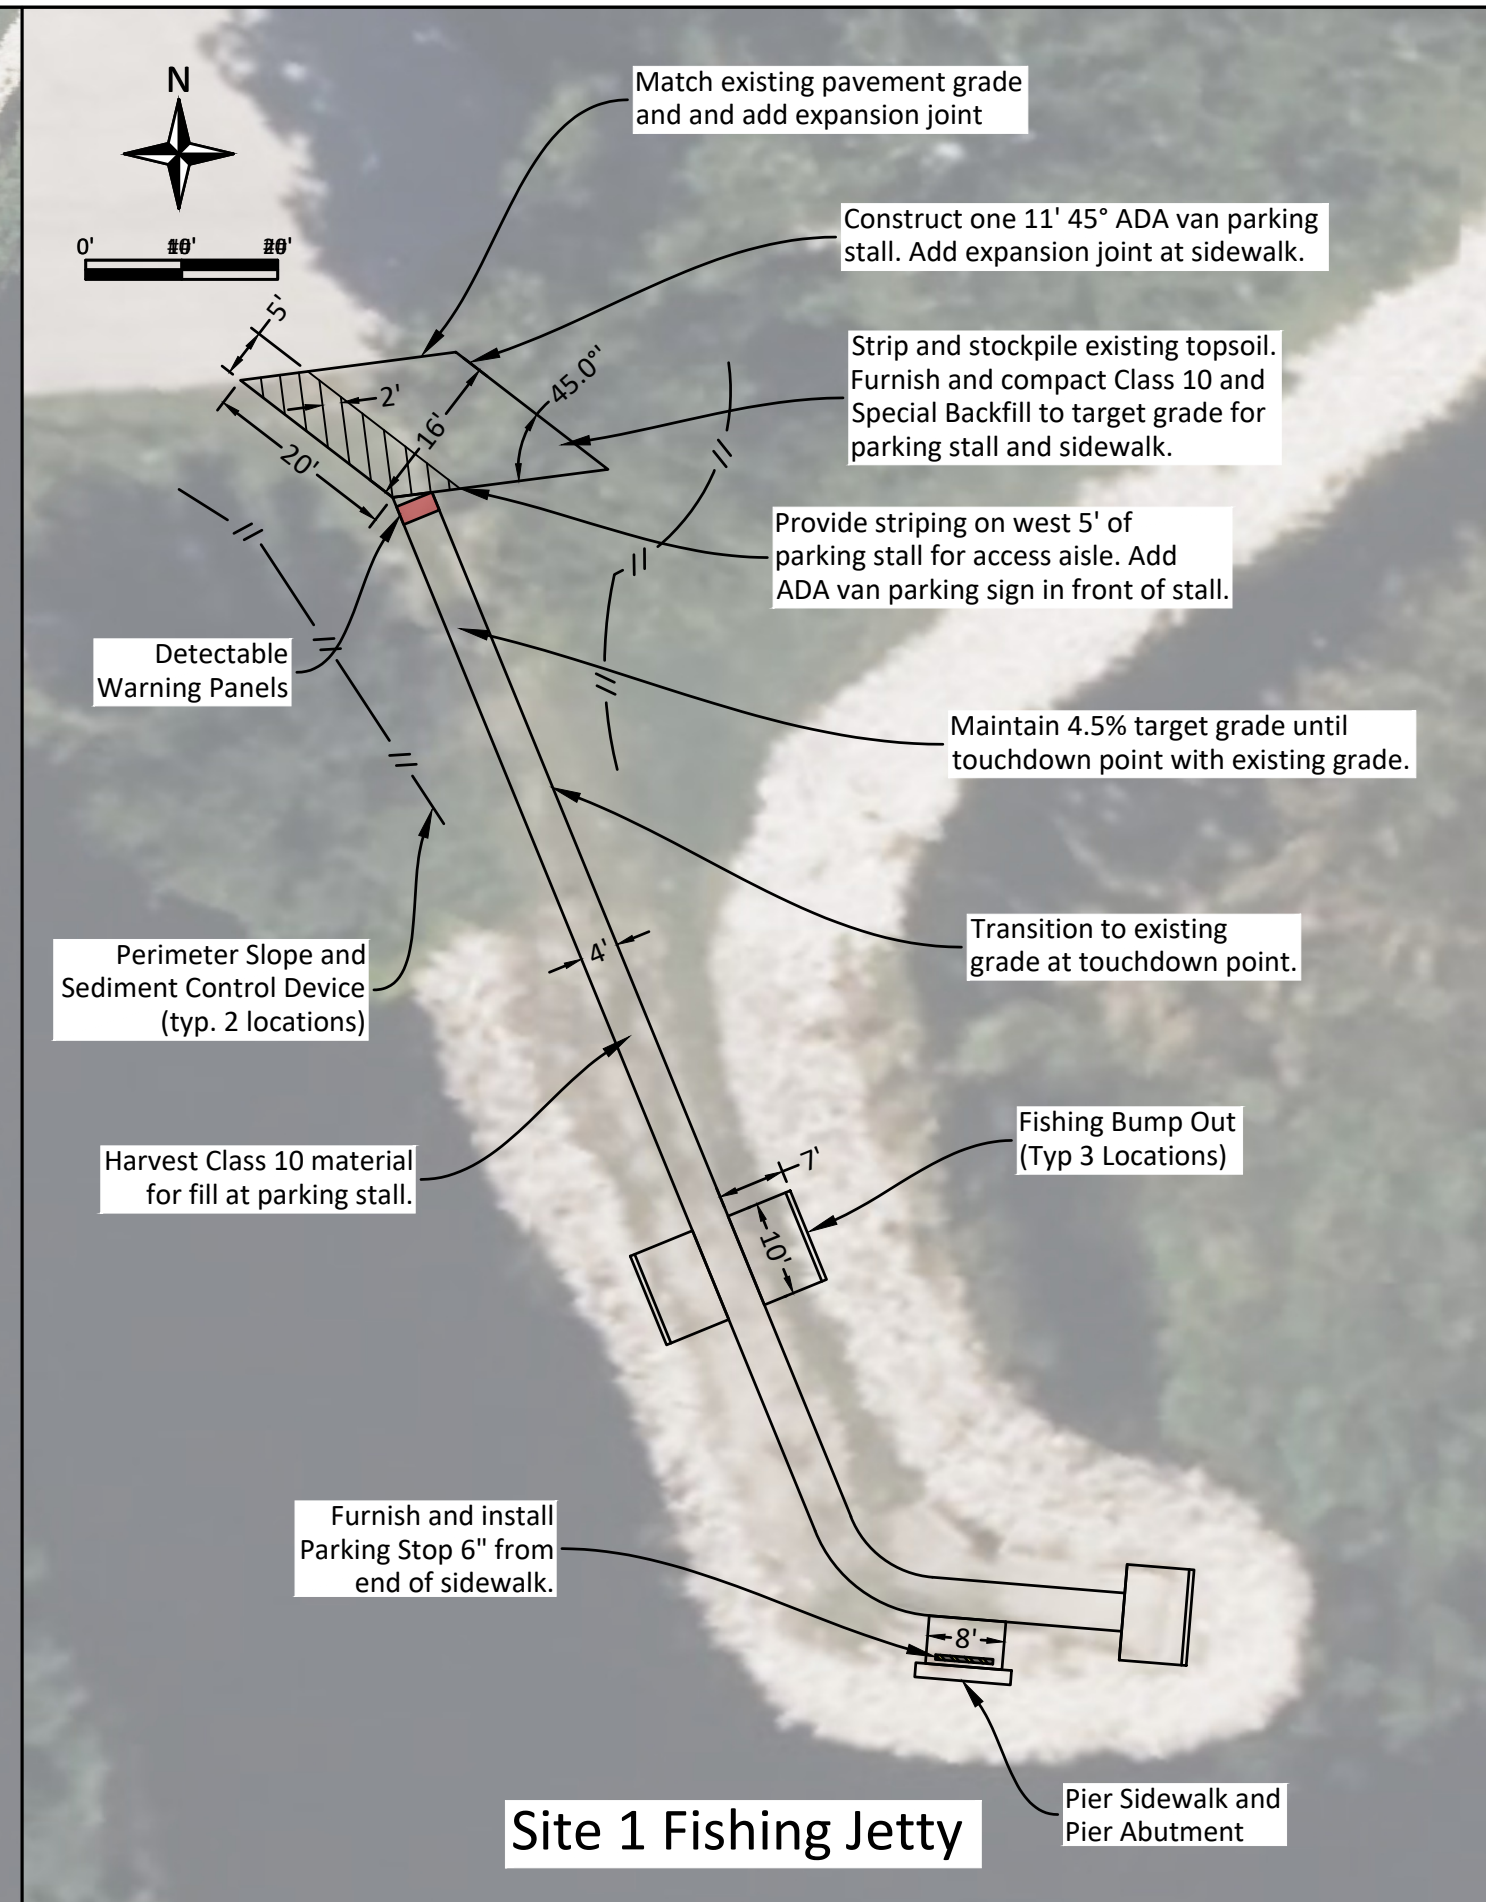 N
Match existing pavement grade
and and add expansion joint
Construct one 11' 45° ADA van parking
stall. Add expansion joint at sidewalk.
0'
20'
5'
Strip and stockpile existing topsoil.
Furnish and compact Class 10 and
Special Backfill to target grade for
parking stall and sidewalk.
45.0°'
2'
16'
20'
Provide striping on west 5' of
parking stall for access aisle. Add
ADA van parking sign in front of stall.
Detectable
Warning Panels
Maintain 4.5% target grade until
touchdown point with existing grade.
Transition to existing
grade at touchdown point.
4'
Perimeter Slope and
Sediment Control Device
(typ. 2 locations)
Fishing Bump Out
(Typ 3 Locations)
Harvest Class 10 material
for fill at parking stall.
7'
10'
Furnish and install
Parking Stop 6" from
end of sidewalk.
8'
Pier Sidewalk and
Pier Abutment
Site 1 Fishing Jetty